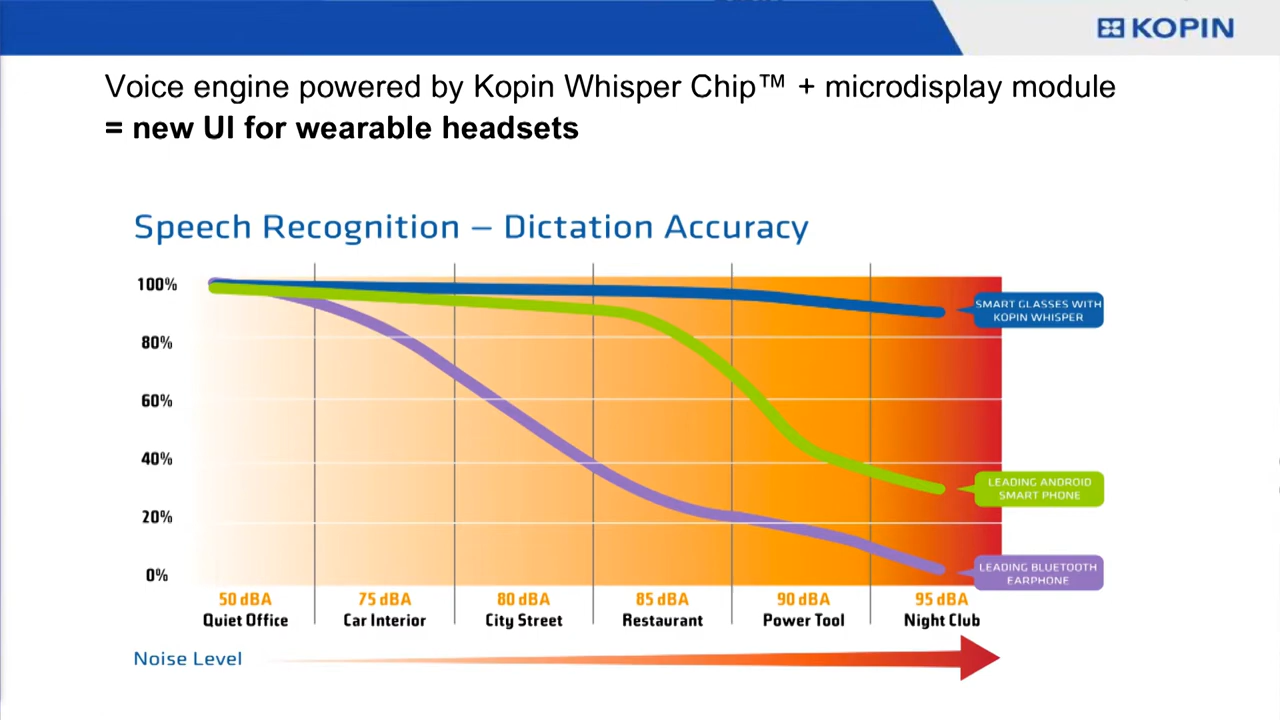 KOPIN
Voice engine powered by Kopin Whisper Chip™ + microdisplay module
= new UI for wearable headsets
Speech Recognition – Dictation Accuracy
100%
80%
60%
40%
20%
0%
SMART GLASSES WITH
KOPIN WHISPER
LEADING ANDROID
SMART PHONE
LEADING BLUETOOTH
EARPHONE
50 dBA 75 dBA 80 dBA 85 dBA 90 dBA 95 dBA
Quiet Office Car Interior City Street Restaurant Power Tool Night Club
Noise Level